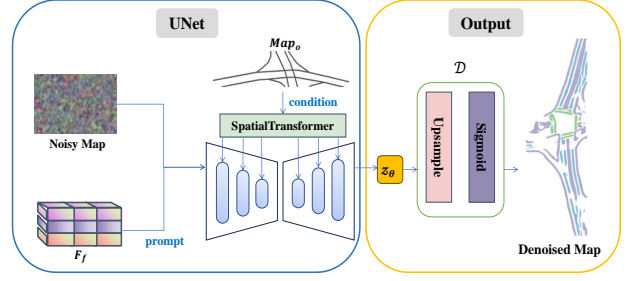 UNet
Output
Map_o
condition
SpatialTransformer
Noisy Map
F_f
prompt
z_θ
𝒟
Upsample
Sigmoid
Denoised Map